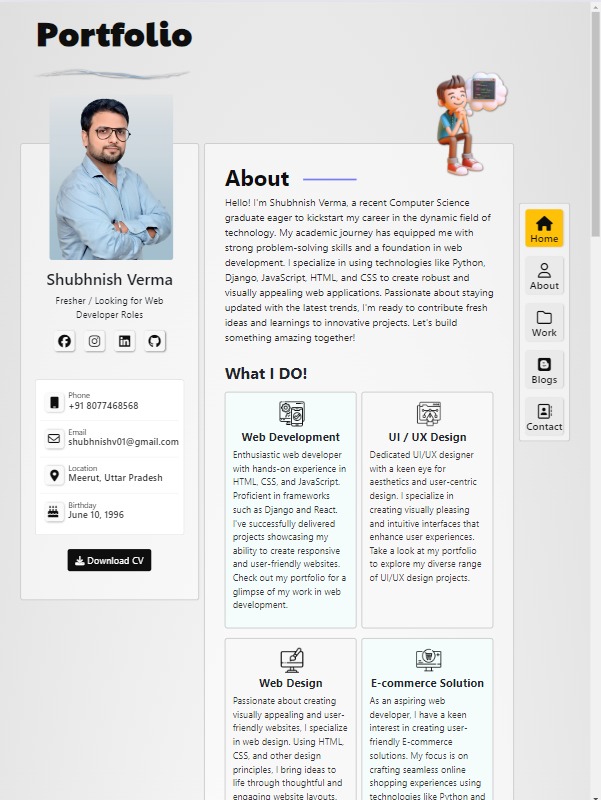 Portfolio
Shubhnish Verma
Fresher / Looking for Web
Developer Roles
Phone
+91 8077468568
Email
shubhnishv01@gmail.com
Location
Meerut, Uttar Pradesh
Birthday
June 10, 1996
Download CV
About
Hello! I'm Shubhnish Verma, a recent Computer Science
graduate eager to kickstart my career in the dynamic field of
technology. My academic journey has equipped me with
strong problem-solving skills and a foundation in web
development. I specialize in using technologies like Python,
Django, JavaScript, HTML, and CSS to create robust and
visually appealing web applications. Passionate about staying
updated with the latest trends, I'm ready to contribute fresh
ideas and learnings to innovative projects. Let's build
something amazing together!
What I DO!
Web Development
Enthusiastic web developer
with hands-on experience in
HTML, CSS, and JavaScript.
Proficient in frameworks
such as Django and React.
I've successfully delivered
projects showcasing my
ability to create responsive
and user-friendly websites.
Check out my portfolio for a
glimpse of my work in web
development.
UI / UX Design
Dedicated UI/UX designer
with a keen eye for
aesthetics and user-centric
design. I specialize in
creating visually pleasing
and intuitive interfaces that
enhance user experiences.
Take a look at my portfolio
to explore my diverse range
of UI/UX design projects.
Web Design
Passionate about creating
visually appealing and user-
friendly websites, I specialize
in web design. Using HTML,
CSS, and other design
principles, I bring ideas to
life through thoughtful and
engaging website layouts.
E-commerce Solution
As an aspiring web
developer, I have a keen
interest in creating user-
friendly E-commerce
solutions. My focus is on
crafting seamless online
shopping experiences using
technologies like Python and
Home
About
Work
Blogs
Contact